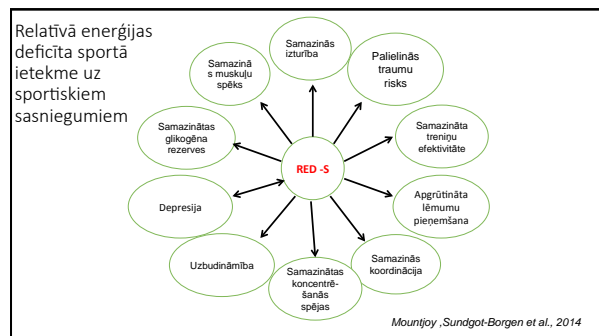 Relatīvā enerģijas
deficīta sportā
ietekme uz
sportiskiem
sasniegumiem
Samazinās
izturība
Palielinās
traumu
risks
Samazināta
treniņu
efektivitāte
Apgrūtināta
lēmumu
pieņemšana
Samazinās
koordinācija
Samazinātas
koncentrē-
šanās
spējas
Uzbudināmība
Depresija
Samazinātas
glikogēna
rezerves
Samazinā
s muskuļu
spēks
RED -S
Mountjoy ,Sundgot-Borgen et al., 2014